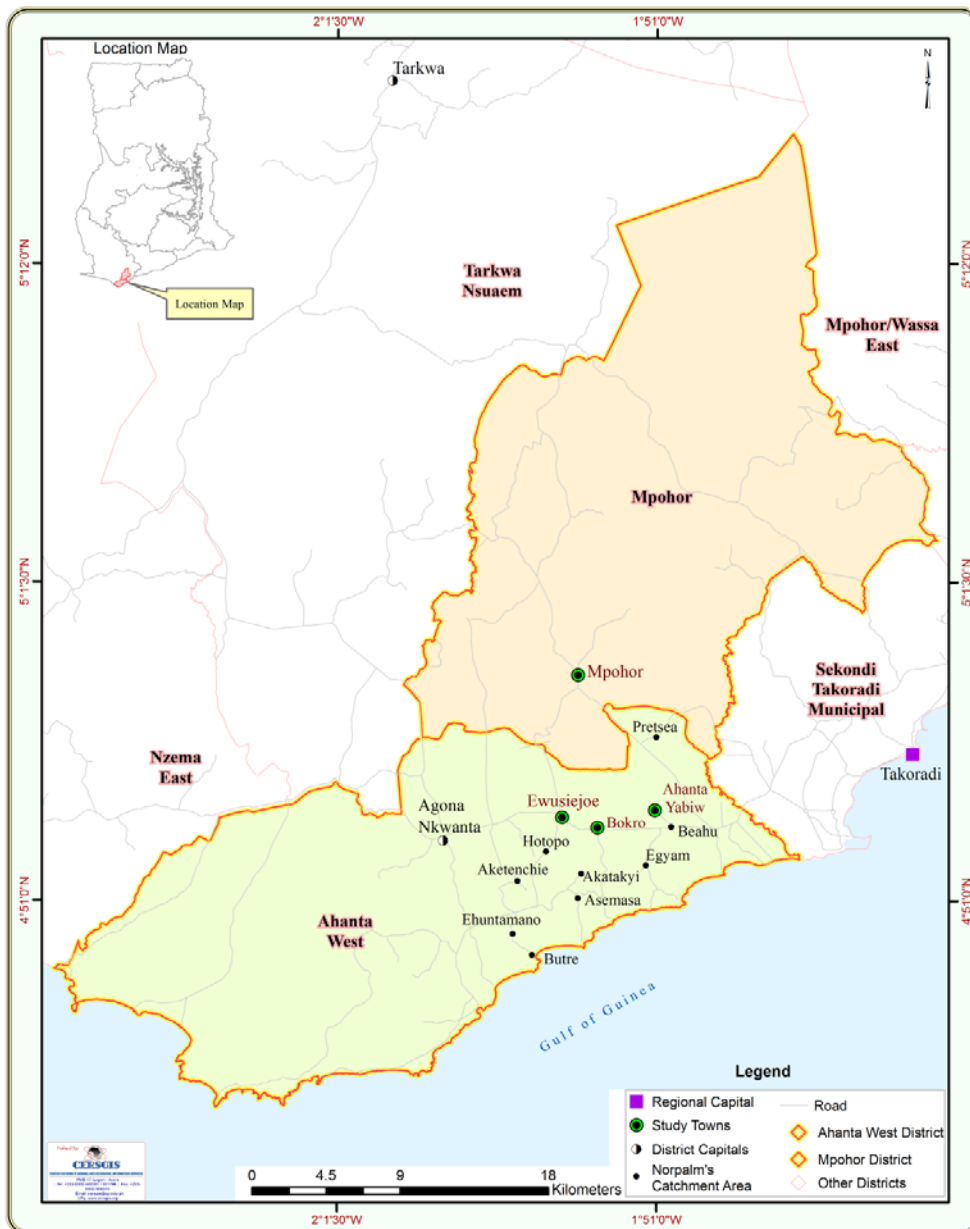 2°1'30"W
1°51'0"W
Location Map
N
Tarkwa
5°12'0"N
5°12'0"N
Tarkwa
Nsuaem
Location Map
Mpohor/Wassa
East
Mpohor
5°1'30"N
5°1'30"N
Mpohor
Sekondi
Takoradi
Municipal
Pretsea
Nzema
East
Takoradi
Agona
Nkwanta
Ewusiejoe
Ahanta
Yabiw
Bokro
Beahu
Hotopo
Egyam
Aketenchie
Akatakyi
4°51'0"N
4°51'0"N
Asemasa
Ahanta
West
Ehuntamano
Butre
Gulf of Guinea
Legend
Regional Capital
Road
Study Towns
Ahanta West District
District Capitals
Mpohor District
Norpalm's
Catchment Area
Other Districts
CERSGIS
0 4.5 9 18
Kilometers
2°1'30"W
1°51'0"W